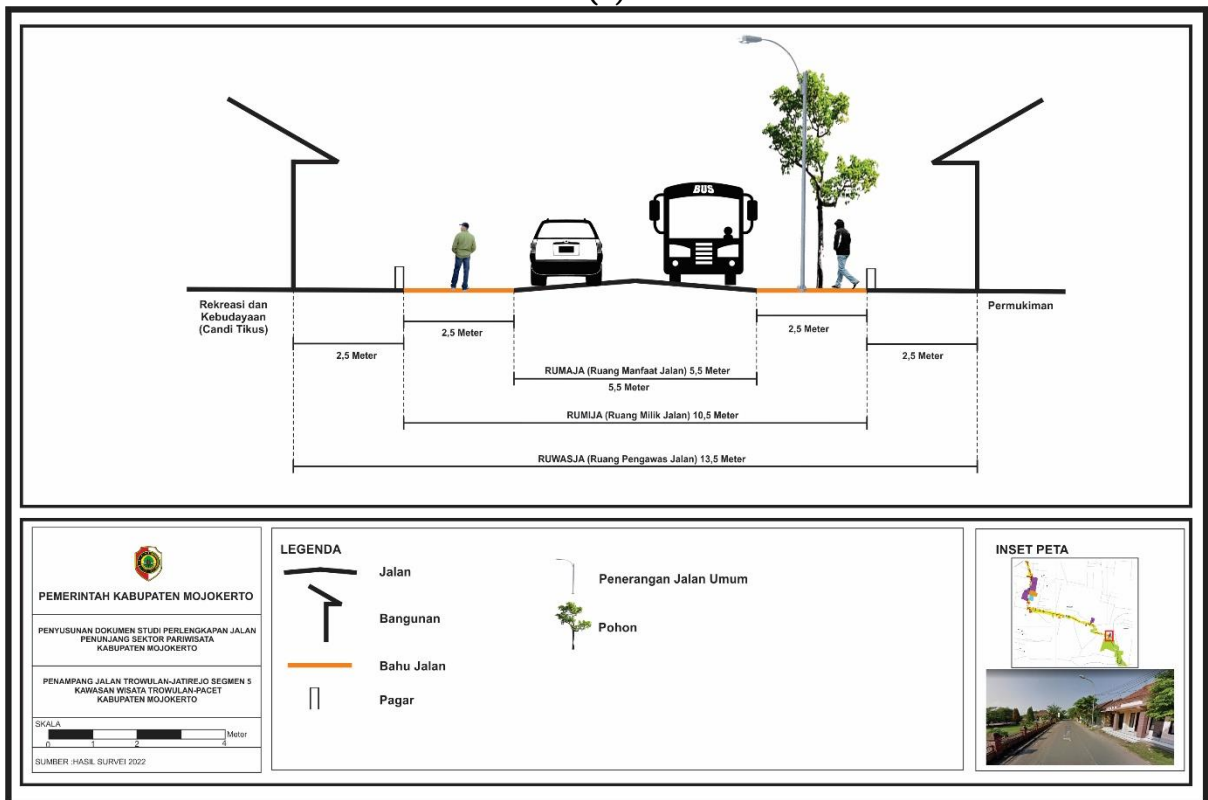 BUS
Rekreasi dan
Kebudayaan
(Candi Tikus)
Permukiman
2,5 Meter
2,5 Meter
2,5 Meter
2,5 Meter
RUMAJA (Ruang Manfaat Jalan) 5,5 Meter
5,5 Meter
RUMIJA (Ruang Milik Jalan) 10,5 Meter
RUWASJA (Ruang Pengawas Jalan) 13,5 Meter
PEMERINTAH KABUPATEN MOJOKERTO
PENYUSUNAN DOKUMEN STUDI PERLENGKAPAN JALAN
PENUNJANG SEKTOR PARIWISATA
KABUPATEN MOJOKERTO
PENAMPANG JALAN TROWULAN-JATIREJO SEGMEN 5
KAWASAN WISATA TROWULAN-PACET
KABUPATEN MOJOKERTO
SKALA
Meter
0 1 2 4
SUMBER :HASIL SURVEI 2022
LEGENDA
Jalan
Bangunan
Bahu Jalan
Pagar
Penerangan Jalan Umum
Pohon
INSET PETA